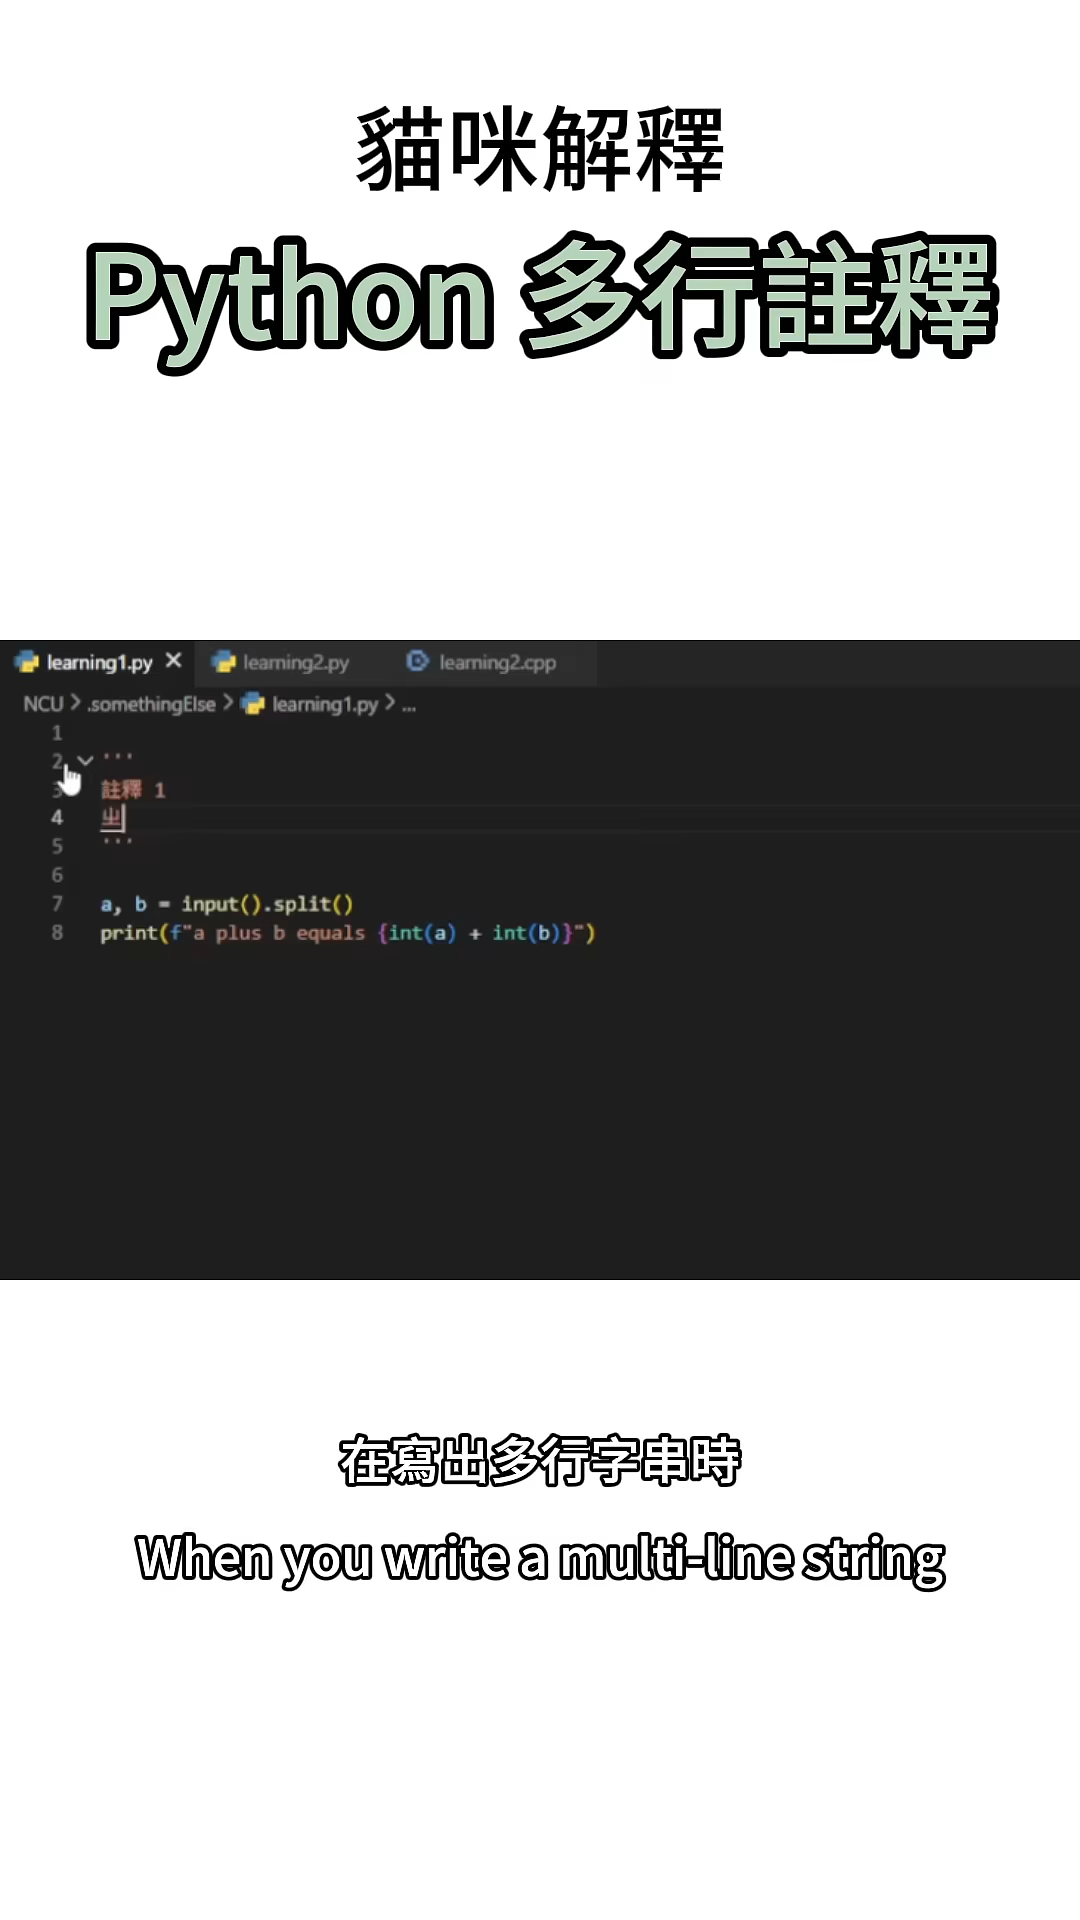 貓咪解釋
Python 多行註釋
learning1.py learning2.py learning2.cpp
NCU > .somethingElse > learning1.py > ...
1
2 '''
3 註釋 1
4
5 '''
6
7 a, b = input().split()
8 print(f"a plus b equals {int(a) + int(b)}")
在寫出多行字串時
When you write a multi-line string